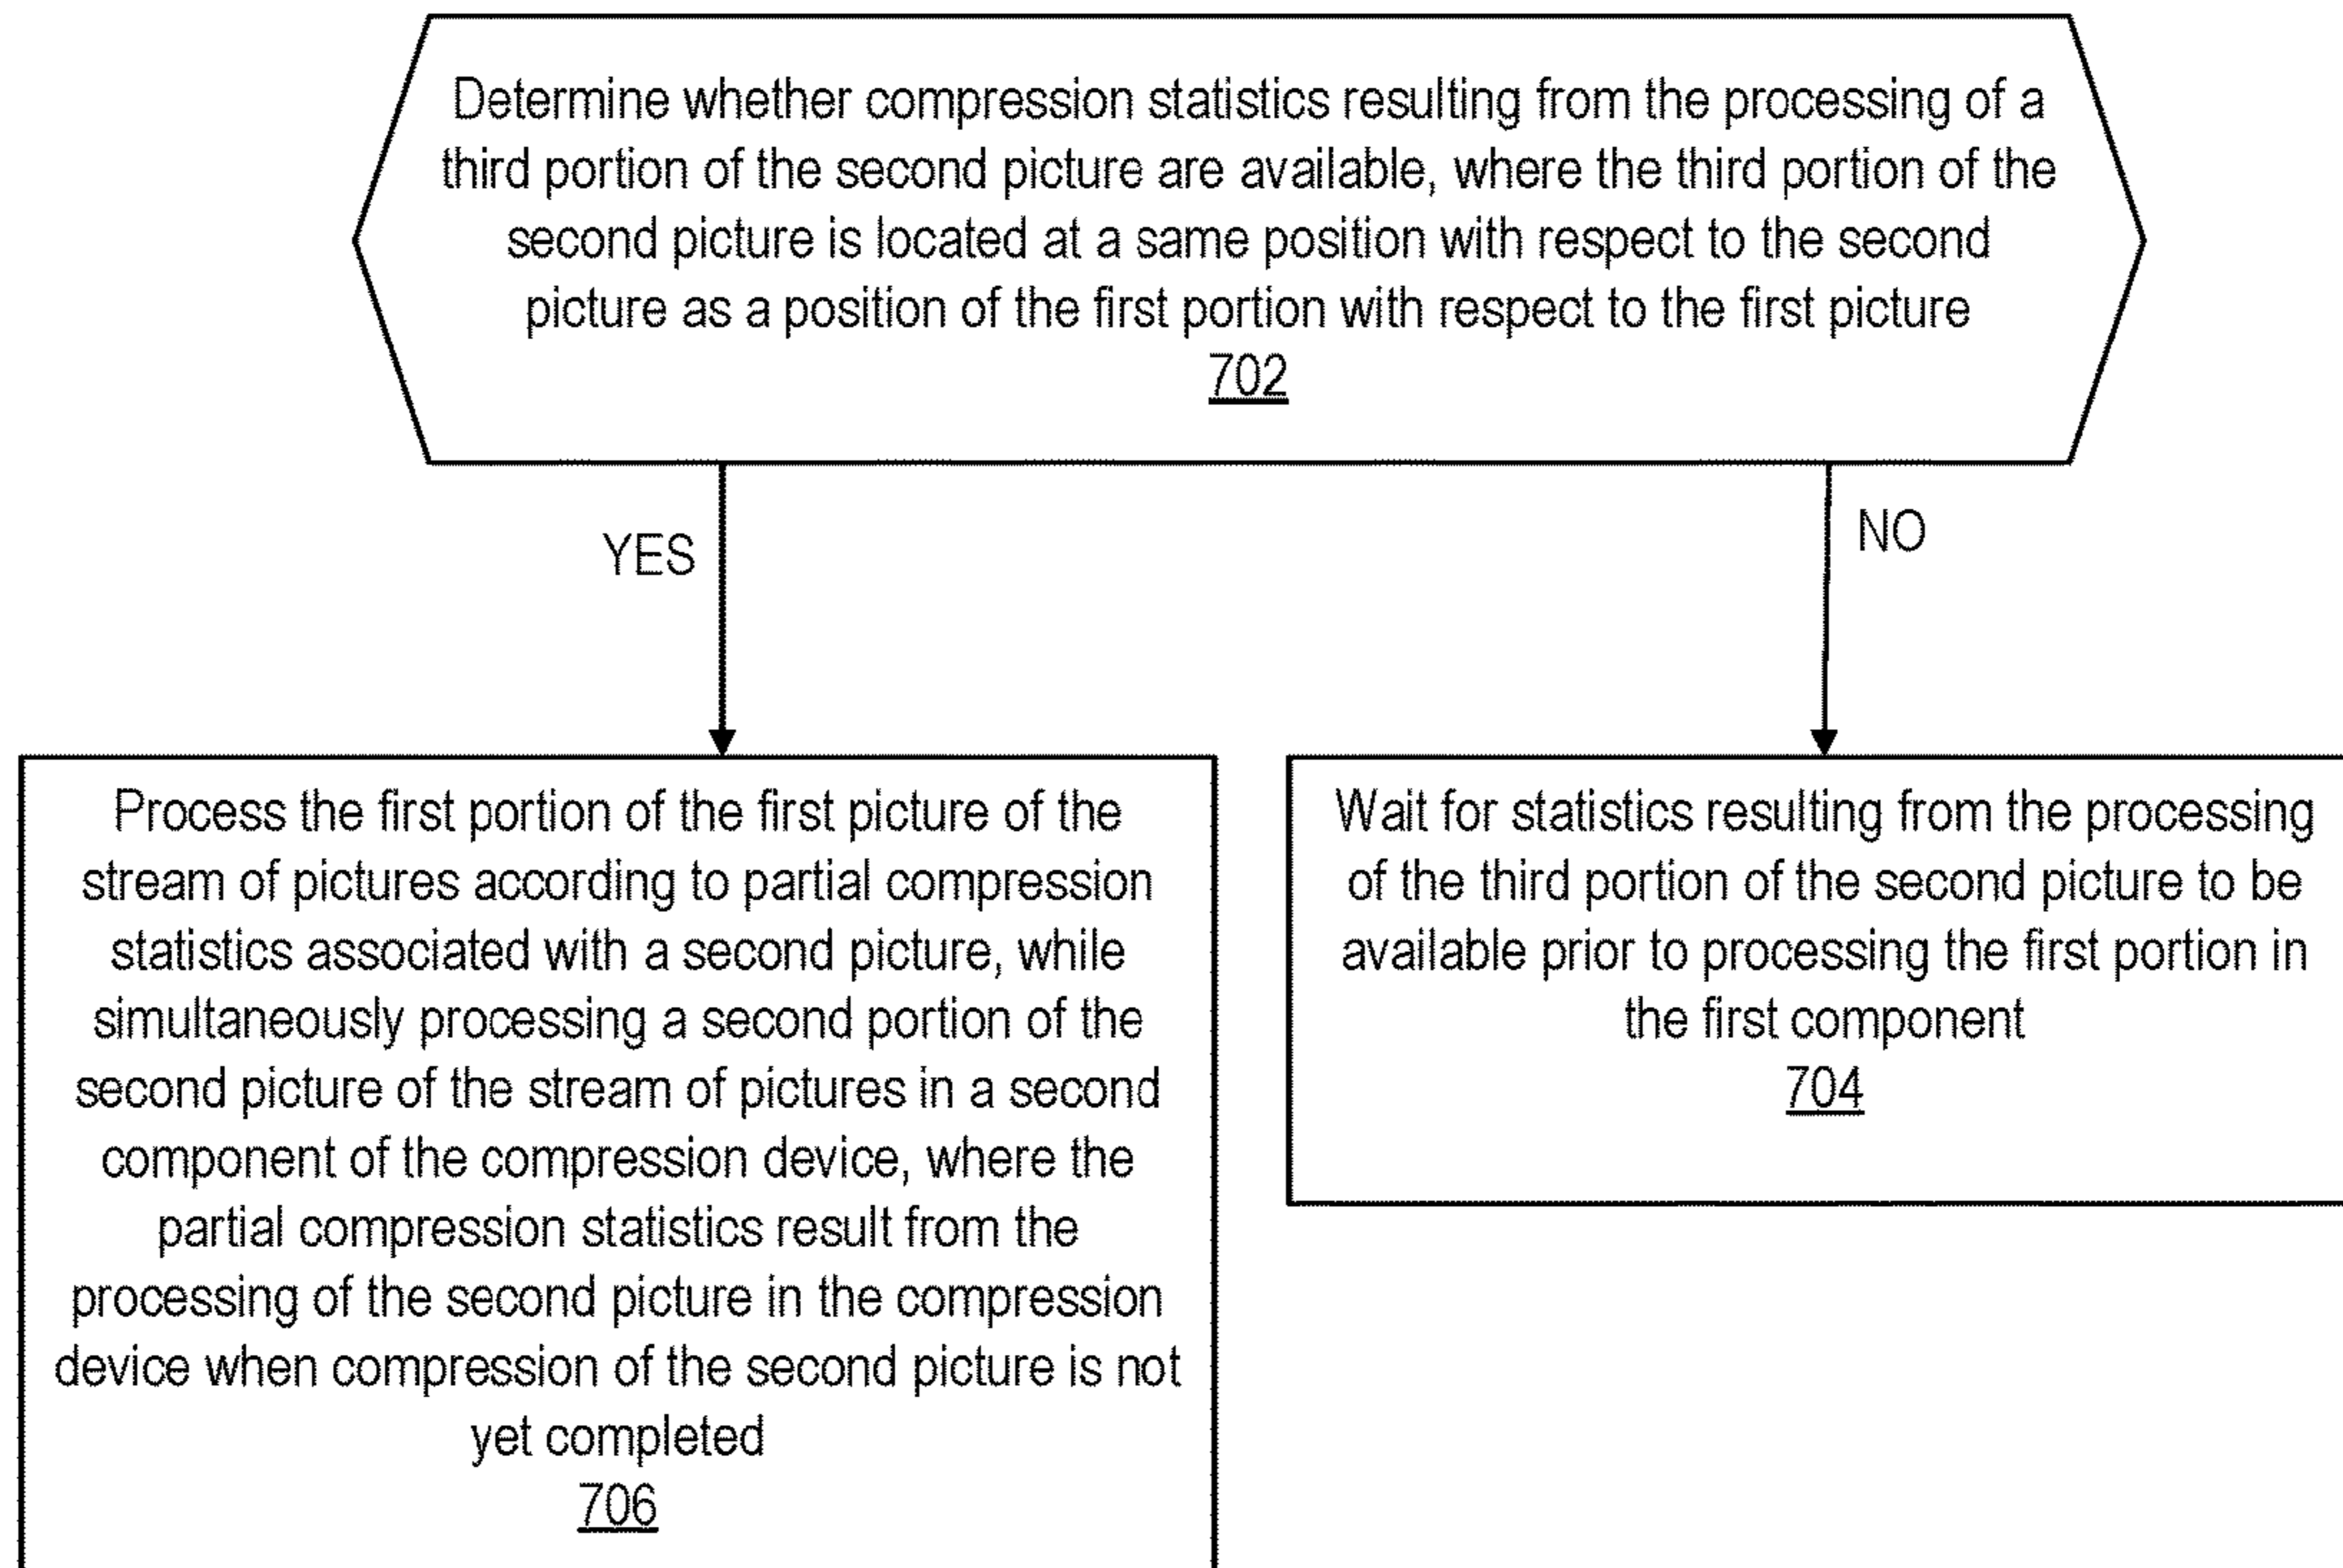 Determine whether compression statistics resulting from the processing of a
third portion of the second picture are available, where the third portion of the
second picture is located at a same position with respect to the second
picture as a position of the first portion with respect to the first picture
702
YES
NO
Process the first portion of the first picture of the
stream of pictures according to partial compression
statistics associated with a second picture, while
simultaneously processing a second portion of the
second picture of the stream of pictures in a second
component of the compression device, where the
partial compression statistics result from the
processing of the second picture in the compression
device when compression of the second picture is not
yet completed
706
Wait for statistics resulting from the processing
of the third portion of the second picture to be
available prior to processing the first portion in
the first component
704